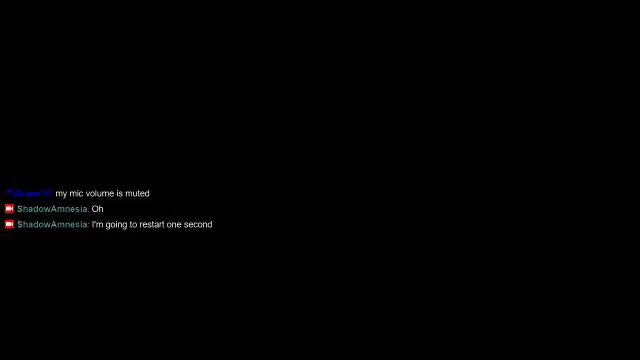 my mic volume is muted
ShadowAmnesia: Oh
ShadowAmnesia: I'm going to restart one second